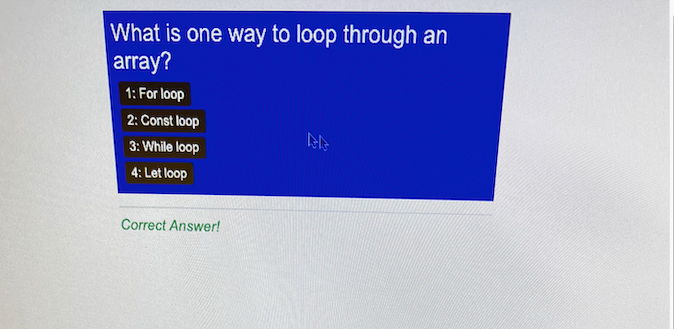 What is one way to loop through an
array?
1: For loop
2: Const loop
3: While loop
4: Let loop
Correct Answer!